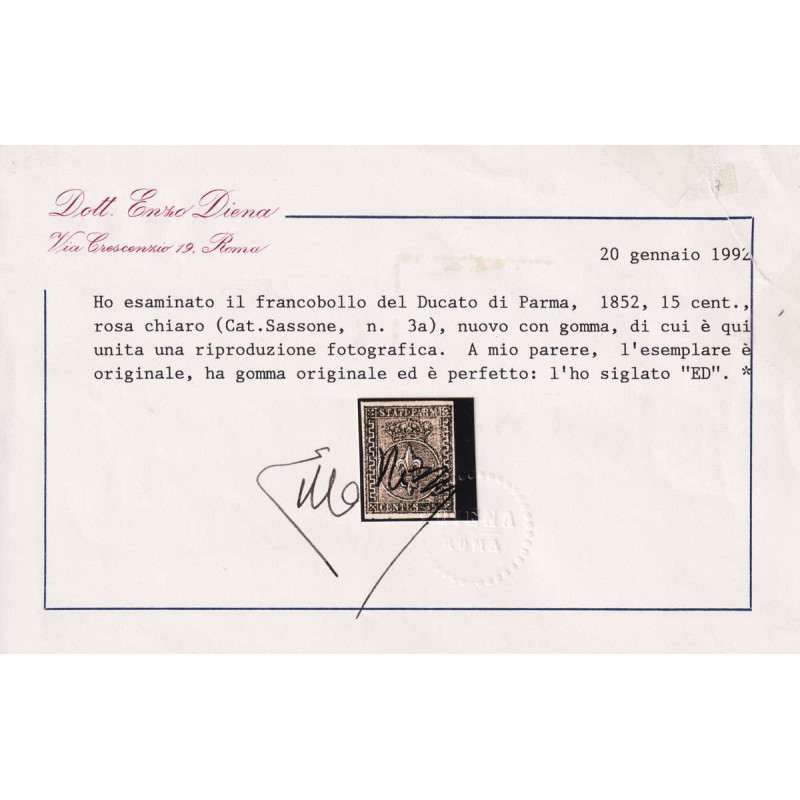 Dott. Enzo Diena
Via Crescenzio 19, Roma
20 gennaio 1992
Ho esaminato il francobollo del Ducato di Parma, 1852, 15 cent.,
rosa chiaro (Cat.Sassone, n. 3a), nuovo con gomma, di cui è qui
unita una riproduzione fotografica. A mio parere, l'esemplare è
originale, ha gomma originale ed è perfetto: l'ho siglato "ED". *
STATI PARM
CENTES
DIENA
ROMA